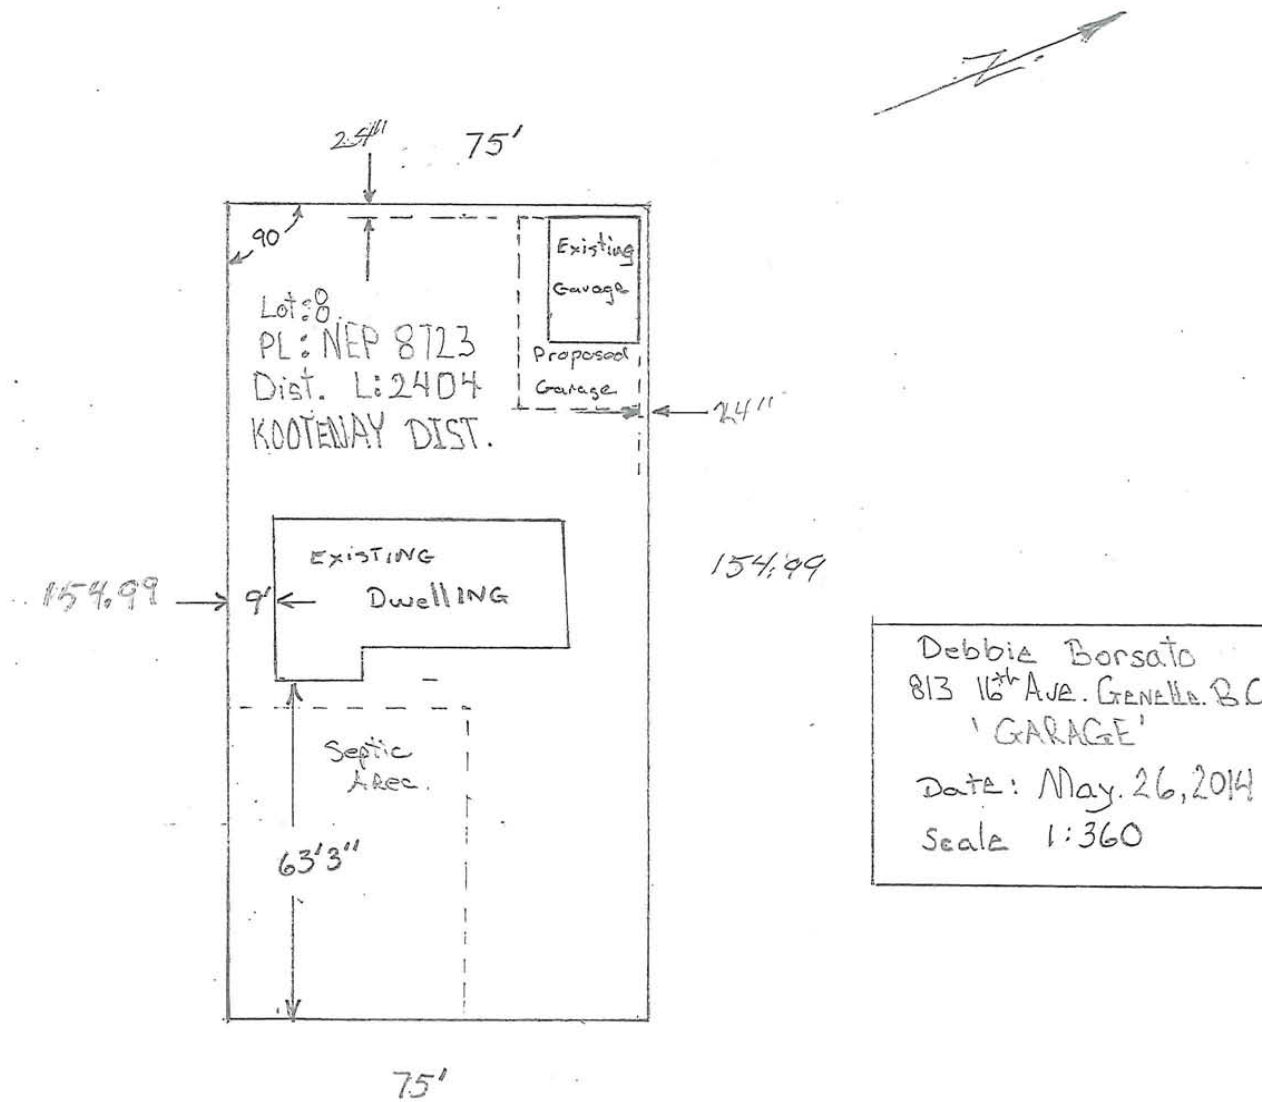 N
24"
75'
90
Existing
Garage
Lot:8
PL: NEP 8723
Dist. L: 2404
KOOTENAY DIST.
Proposed
Garage
24"
EXISTING
Dwelling
154.99
9'
154.99
Septic
Area.
63'3"
75'
Debbie Borsato
813 16th Ave. Genelle. B.C
'GARAGE'
Date: May. 26, 2014
Scale 1:360